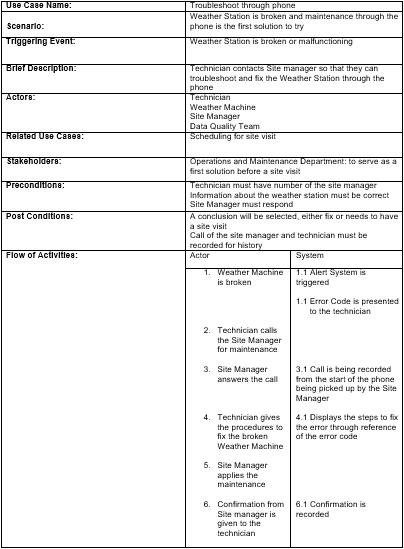 Use Case Name:
Troubleshoot through phone
Scenario:
Weather Station is broken and maintenance through the
phone is the first solution to try
Triggering Event:
Weather Station is broken or malfunctioning
Brief Description:
Technician contacts Site manager so that they can
troubleshoot and fix the Weather Station through the
phone
Actors:
Technician
Weather Machine
Site Manager
Data Quality Team
Related Use Cases:
Scheduling for site visit
Stakeholders:
Operations and Maintenance Department: to serve as a
first solution before a site visit
Preconditions:
Technician must have number of the site manager
Information about the weather station must be correct
Site Manager must respond
Post Conditions:
A conclusion will be selected, either fix or needs to have
a site visit
Call of the site manager and technician must be
recorded for history
Flow of Activities:
Actor
System
1. Weather Machine
is broken
1.1 Alert System is
triggered
1.1 Error Code is presented
to the technician
2. Technician calls
the Site Manager
for maintenance
3. Site Manager
answers the call
3.1 Call is being recorded
from the start of the phone
being picked up by the Site
Manager
4. Technician gives
the procedures to
fix the broken
Weather Machine
4.1 Displays the steps to fix
the error through reference
of the error code
5. Site Manager
applies the
maintenance
6. Confirmation from
Site manager is
given to the
technician
6.1 Confirmation is
recorded